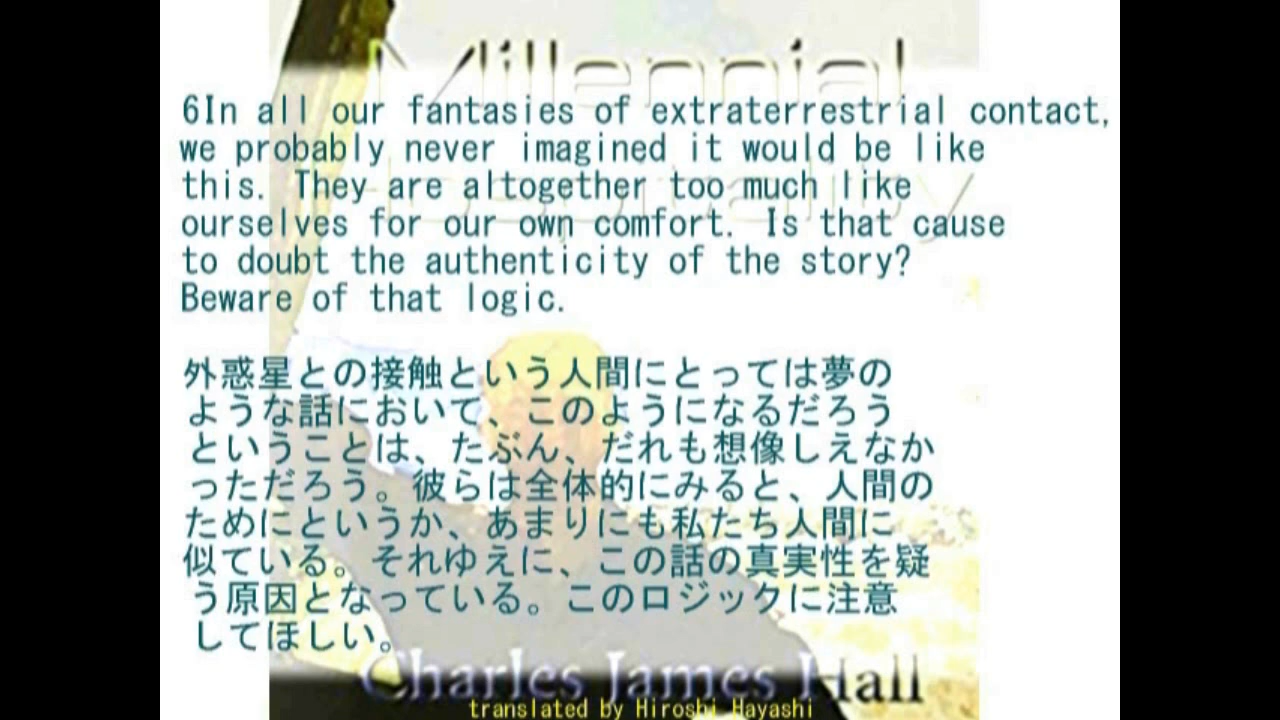 Millennial
6In all our fantasies of extraterrestrial contact,
we probably never imagined it would be like
this. They are altogether too much like
Hospitality
ourselves for our own comfort. Is that cause
to doubt the authenticity of the story?
Beware of that logic.
外惑星との接触という人間にとっては夢の
ような話において、このようになるだろう
ということは、たぶん、だれも想像しえなか
っただろう。彼らは全体的にみると、人間の
ためにというか、あまりにも私たち人間に
似ている。それゆえに、この話の真実性を疑
う原因となっている。このロジックに注意
してほしい。
Charles James Hall
translated by Hiroshi Hayashi